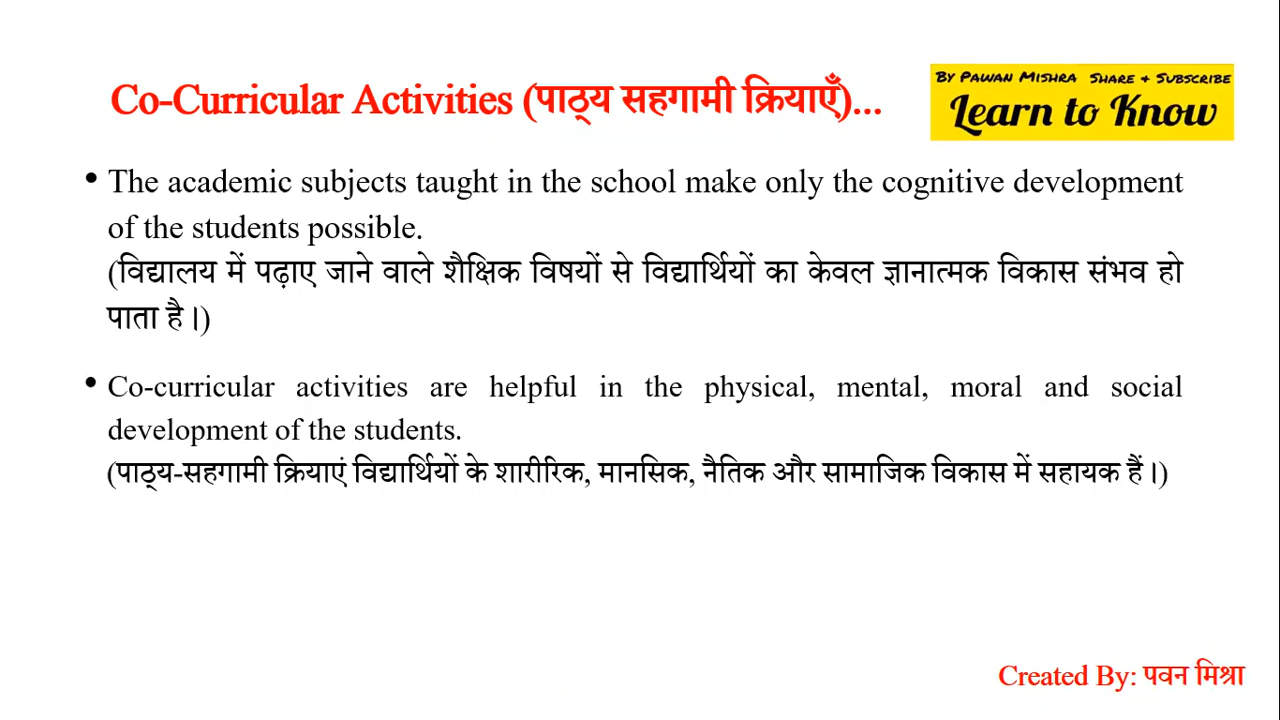 Co-Curricular Activities (पाठ्य सहगामी क्रियाएँ)...
By Pawan Mishra Share & Subscribe
Learn to Know
• The academic subjects taught in the school make only the cognitive development
of the students possible.
(विद्यालय में पढ़ाए जाने वाले शैक्षिक विषयों से विद्यार्थियों का केवल ज्ञानात्मक विकास संभव हो
पाता है।)
• Co-curricular activities are helpful in the physical, mental, moral and social
development of the students.
(पाठ्य-सहगामी क्रियाएं विद्यार्थियों के शारीरिक, मानसिक, नैतिक और सामाजिक विकास में सहायक हैं।)
Created By: पवन मिश्रा